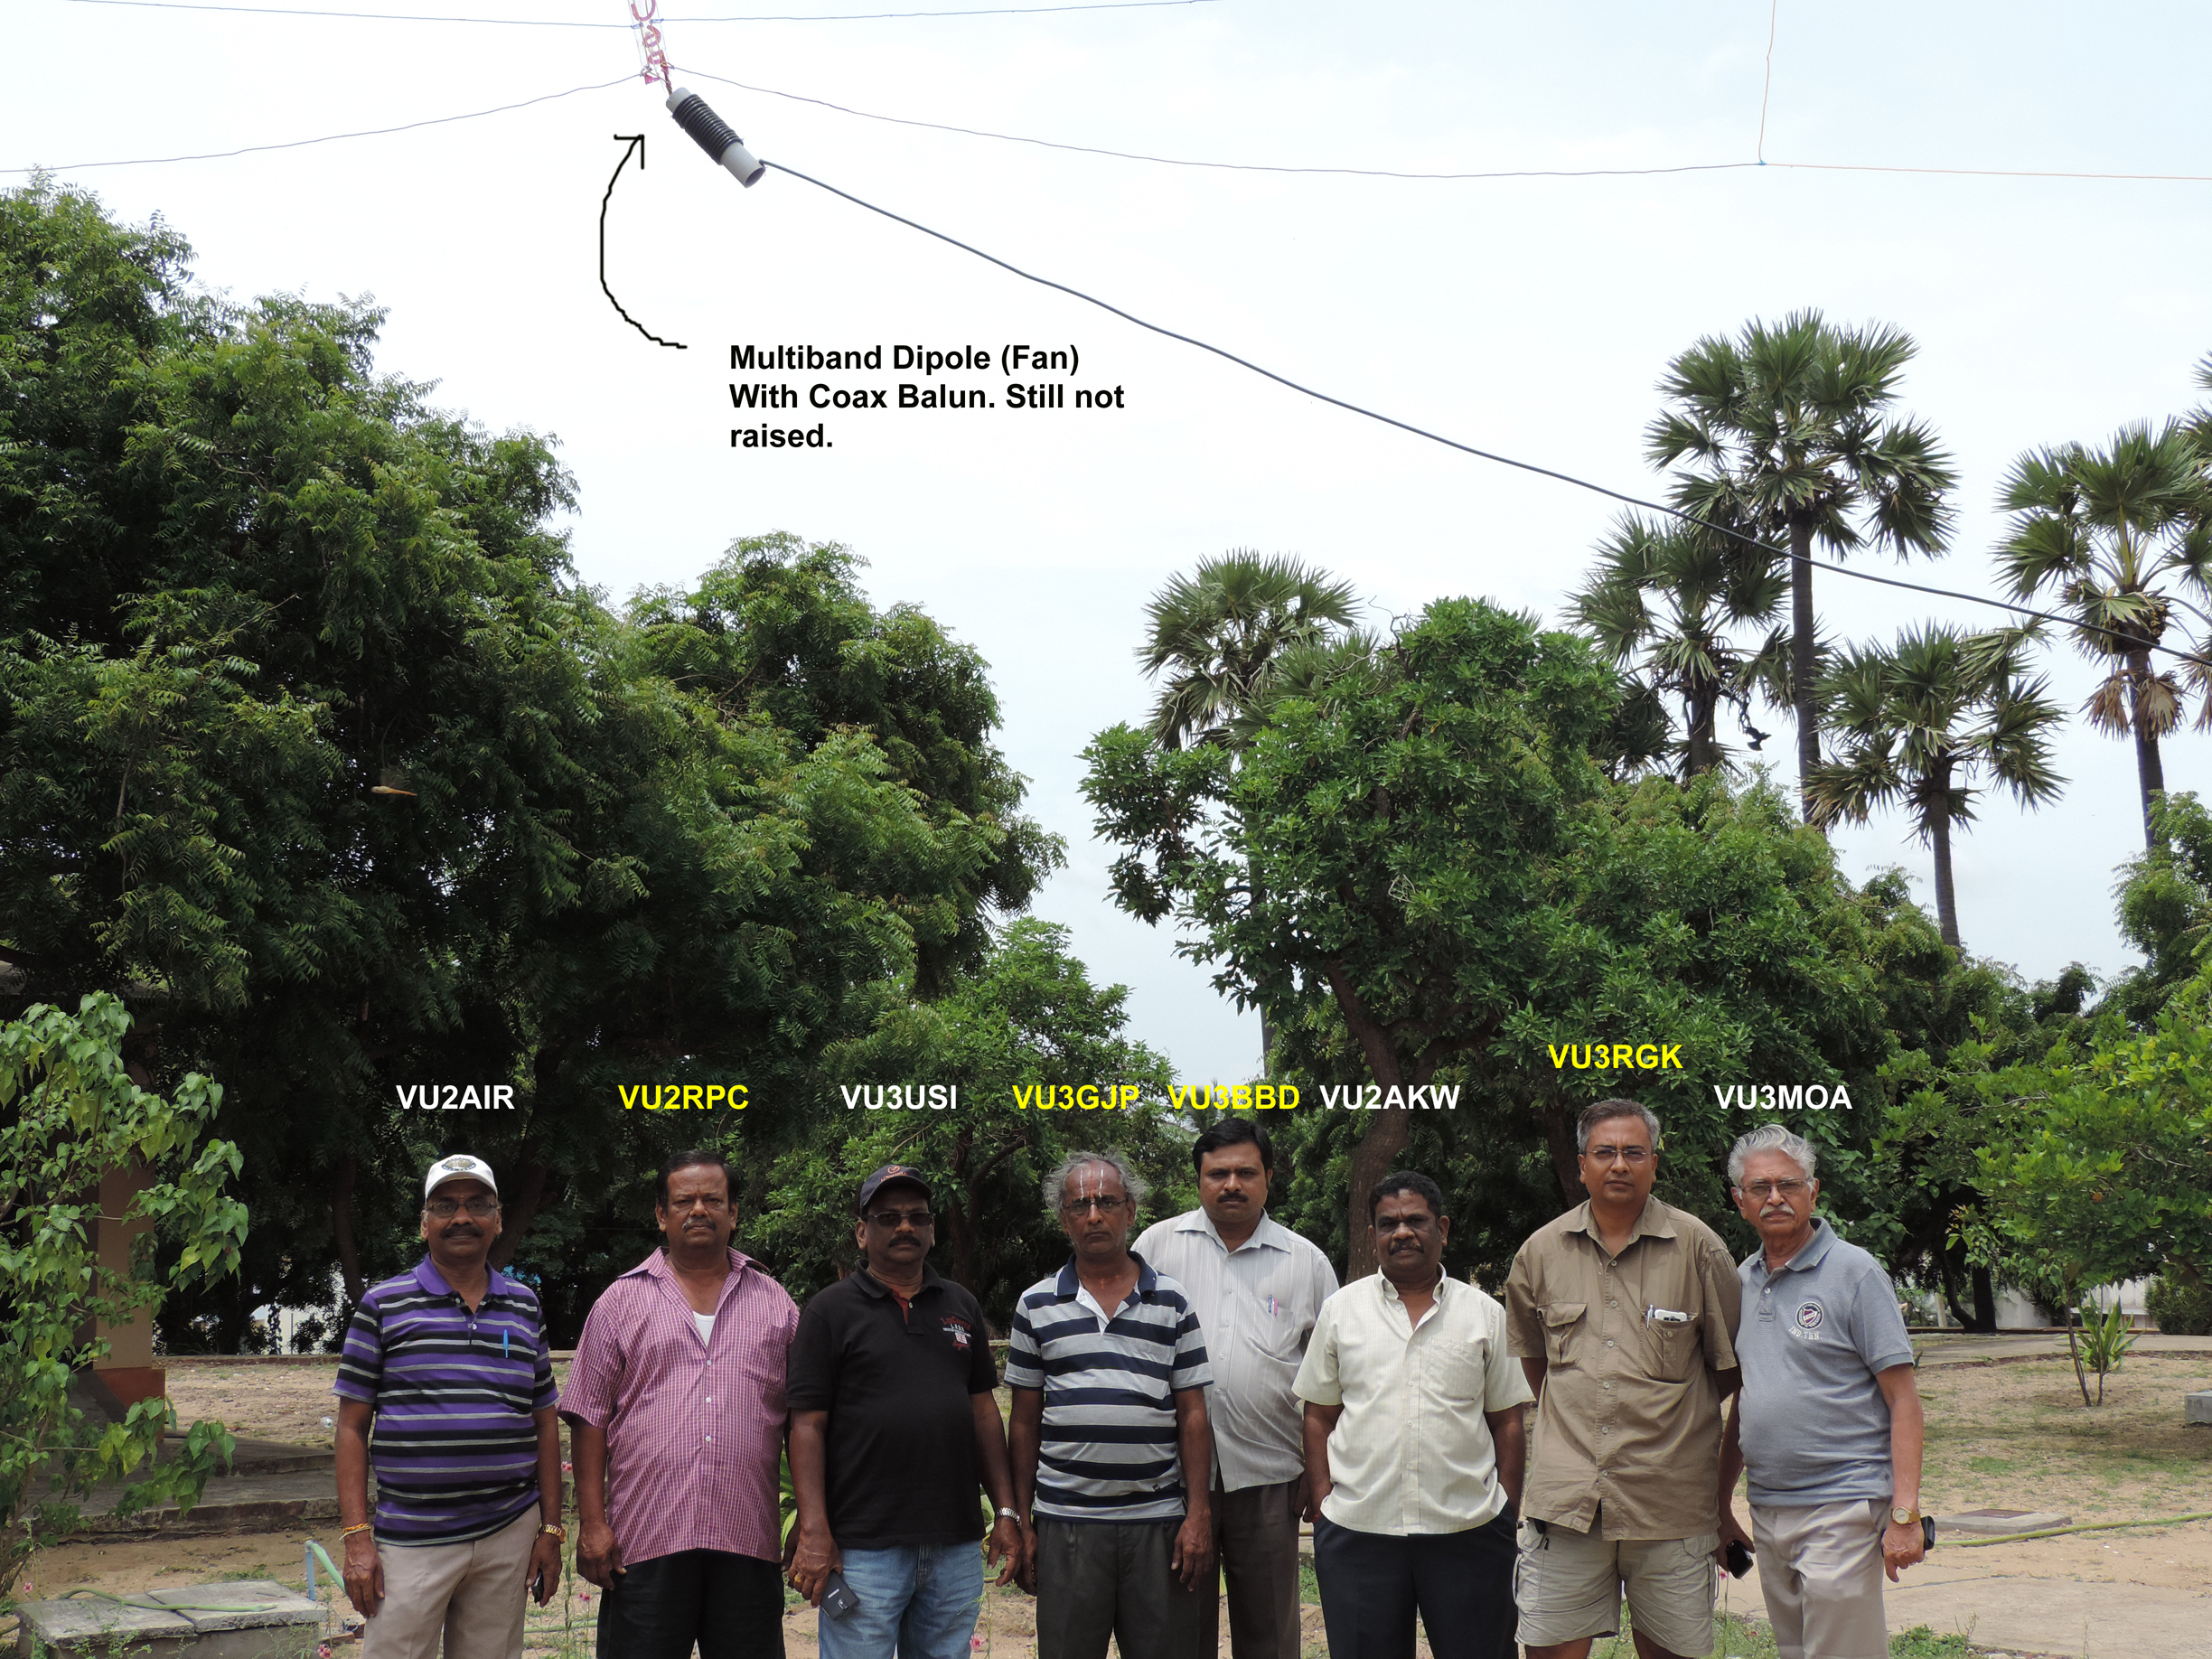 Multiband Dipole (Fan)
With Coax Balun. Still not
raised.
VU3RGK
VU2AIR VU2RPC VU3USI VU3GJP VU3BBD VU2AKW VU3MOA